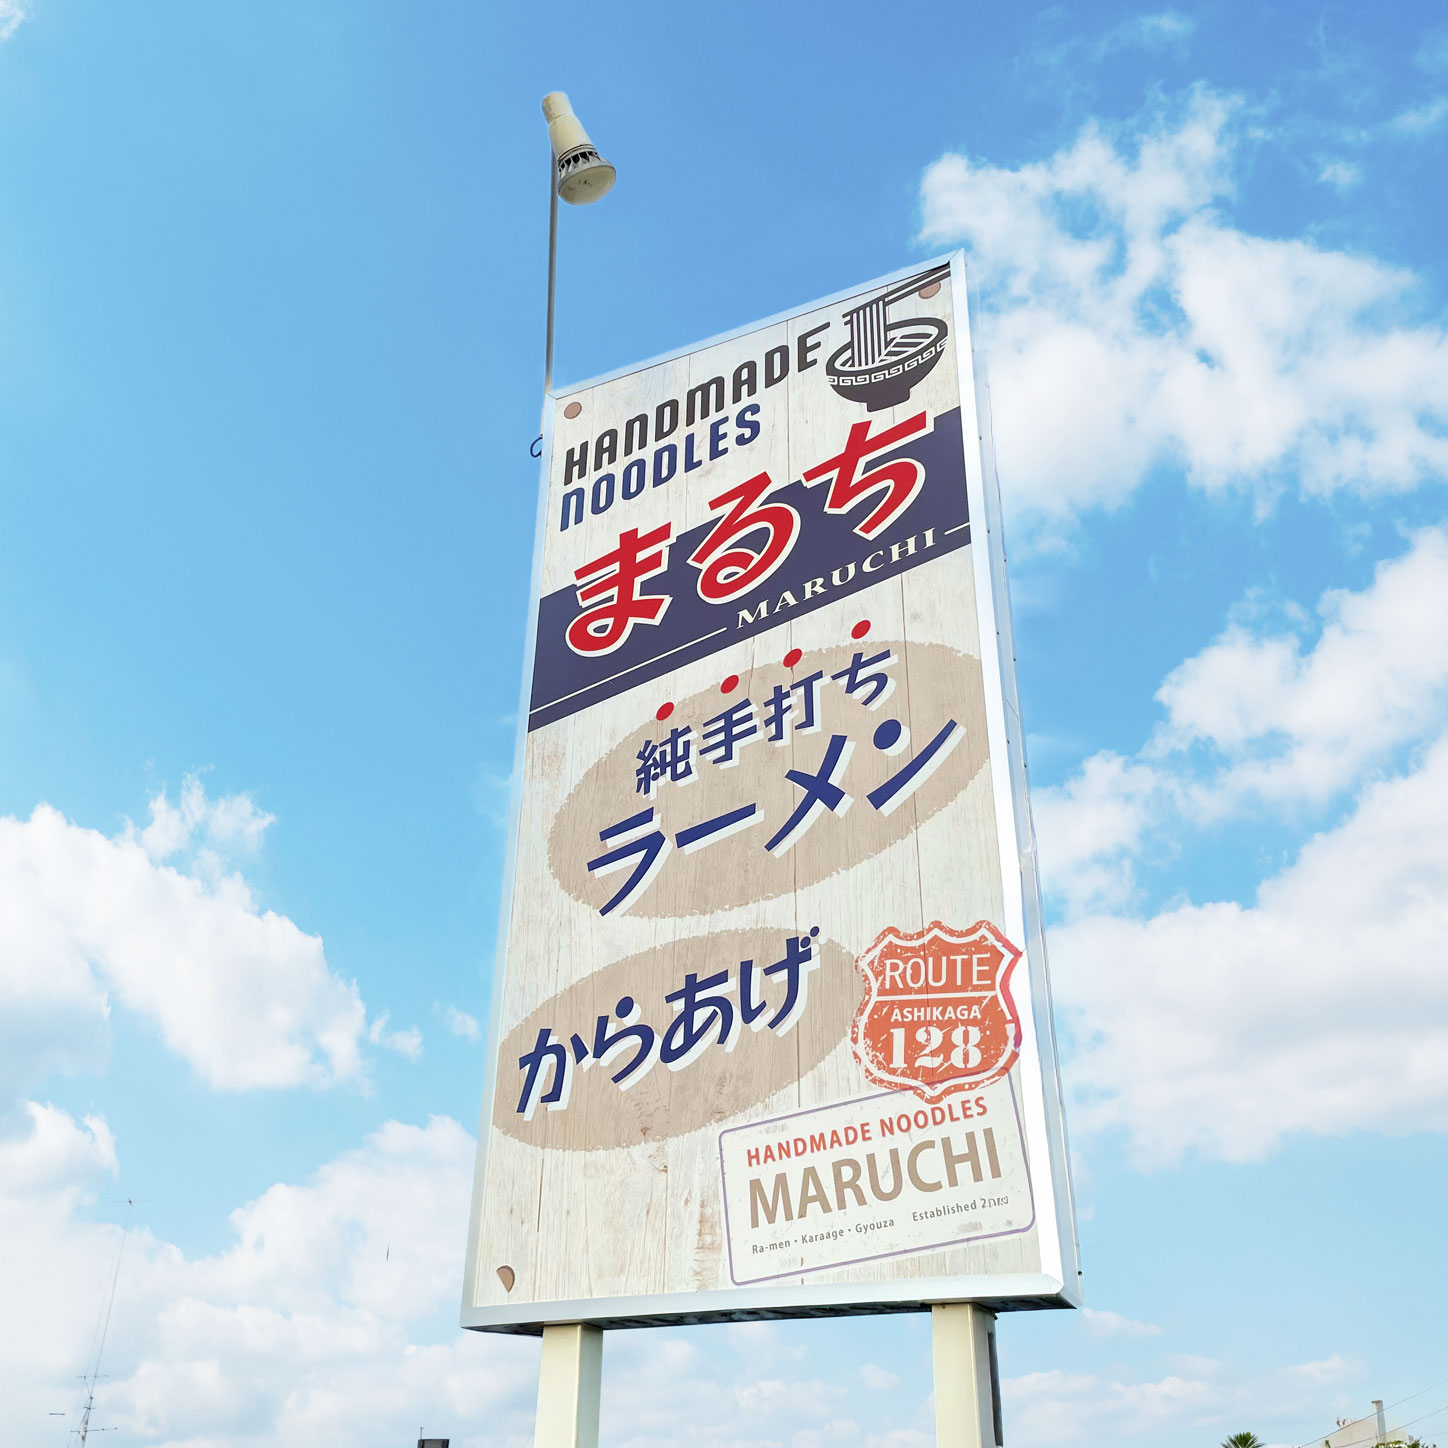 HANDMADE
NOODLES
まるち
MARUCHI
純手打ち
ラーメン
からあげ
ROUTE
ASHIKAGA
128
HANDMADE NOODLES
MARUCHI
Ra-men • Karaage • Gyouza Established